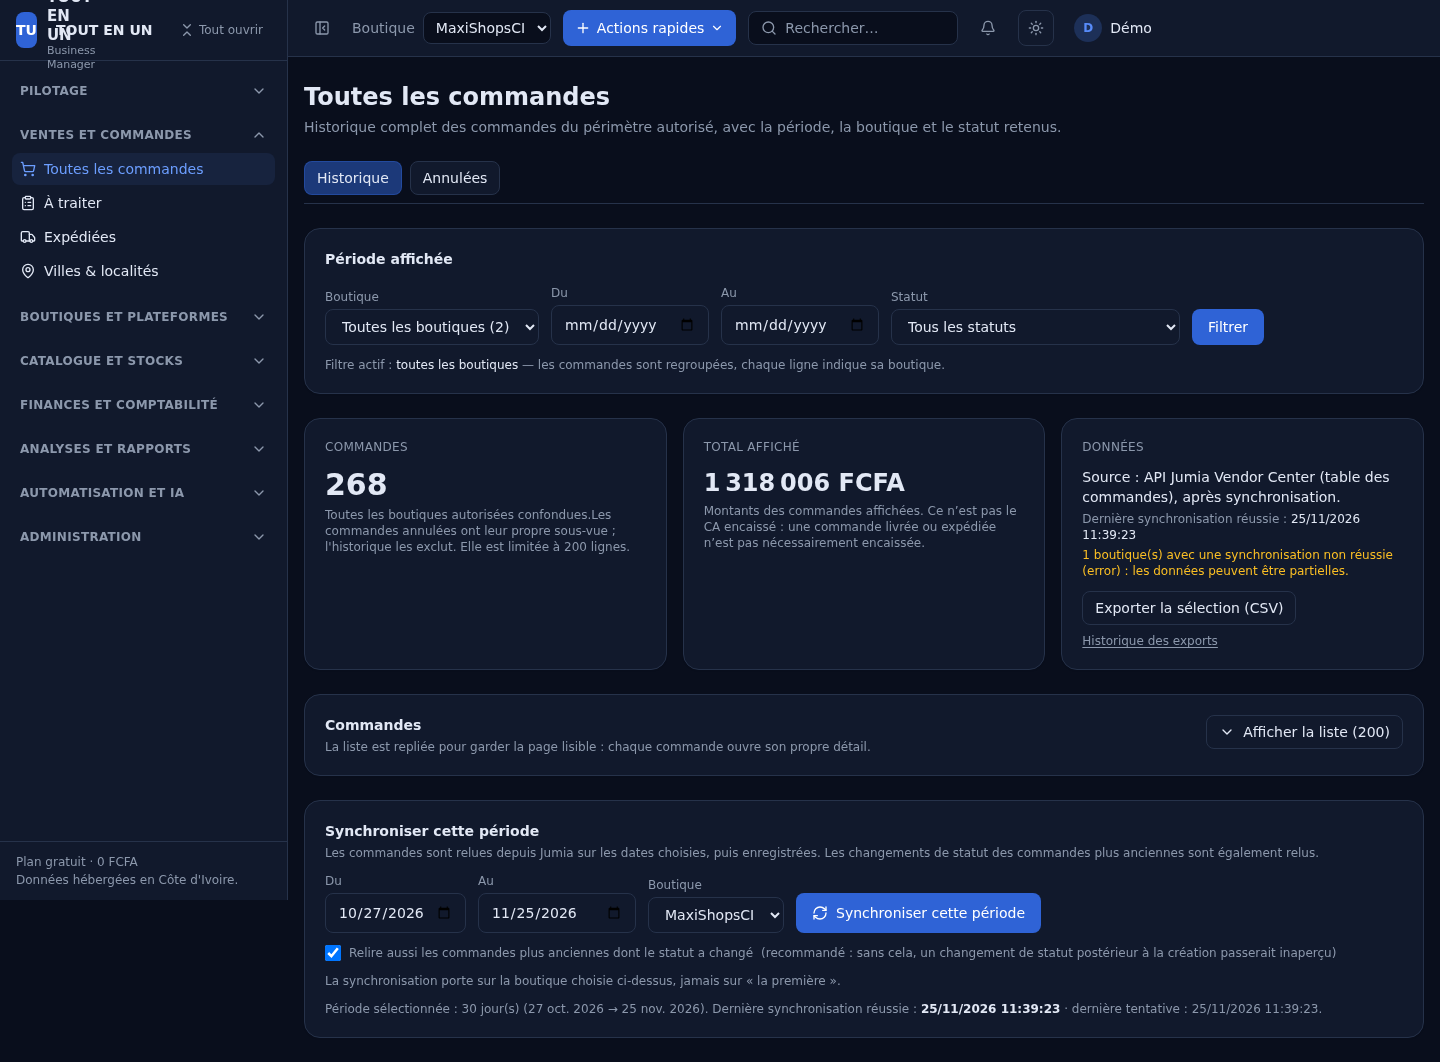 TU
TOUT EN UN
TOUT EN UN
Business Manager
Tout ouvrir
PILOTAGE
VENTES ET COMMANDES
Toutes les commandes
À traiter
Expédiées
Villes & localités
BOUTIQUES ET PLATEFORMES
CATALOGUE ET STOCKS
FINANCES ET COMPTABILITÉ
ANALYSES ET RAPPORTS
AUTOMATISATION ET IA
ADMINISTRATION
Plan gratuit · 0 FCFA
Données hébergées en Côte d'Ivoire.
Boutique
MaxiShopsCI
Actions rapides
Rechercher…
D
Démo
Toutes les commandes
Historique complet des commandes du périmètre autorisé, avec la période, la boutique et le statut retenus.
Historique
Annulées
Période affichée
Boutique
Toutes les boutiques (2)
Du
mm/dd/yyyy
Au
mm/dd/yyyy
Statut
Tous les statuts
Filtrer
Filtre actif : toutes les boutiques — les commandes sont regroupées, chaque ligne indique sa boutique.
COMMANDES
268
Toutes les boutiques autorisées confondues.Les
commandes annulées ont leur propre sous-vue ;
l'historique les exclut. Elle est limitée à 200 lignes.
TOTAL AFFICHÉ
1 318 006 FCFA
Montants des commandes affichées. Ce n’est pas le
CA encaissé : une commande livrée ou expédiée
n’est pas nécessairement encaissée.
DONNÉES
Source : API Jumia Vendor Center (table des
commandes), après synchronisation.
Dernière synchronisation réussie : 25/11/2026
11:39:23
1 boutique(s) avec une synchronisation non réussie
(error) : les données peuvent être partielles.
Exporter la sélection (CSV)
Historique des exports
Commandes
La liste est repliée pour garder la page lisible : chaque commande ouvre son propre détail.
Afficher la liste (200)
Synchroniser cette période
Les commandes sont relues depuis Jumia sur les dates choisies, puis enregistrées. Les changements de statut des commandes plus anciennes sont également relus.
Du
10/27/2026
Au
11/25/2026
Boutique
MaxiShopsCI
Synchroniser cette période
Relire aussi les commandes plus anciennes dont le statut a changé (recommandé : sans cela, un changement de statut postérieur à la création passerait inaperçu)
La synchronisation porte sur la boutique choisie ci-dessus, jamais sur « la première ».
Période sélectionnée : 30 jour(s) (27 oct. 2026 → 25 nov. 2026). Dernière synchronisation réussie : 25/11/2026 11:39:23 · dernière tentative : 25/11/2026 11:39:23.